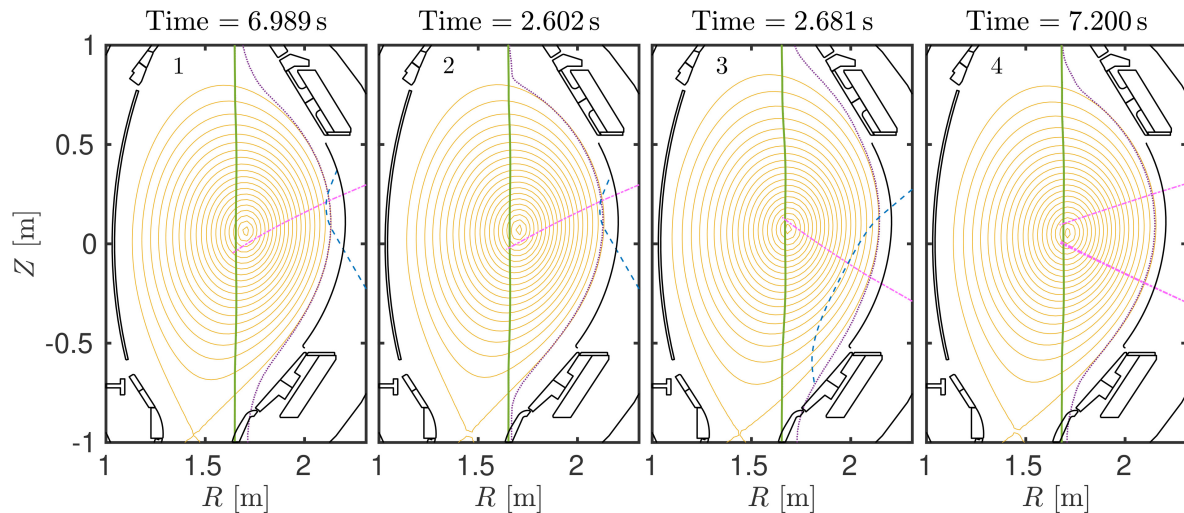 Time = 6.989 s Time = 2.602 s Time = 2.681 s Time = 7.200 s
1 1 2 3 4
0.5
0
-0.5
-1
Z [m]
1 1.5 2 1 1.5 2 1 1.5 2 1 1.5 2
R [m] R [m] R [m] R [m]